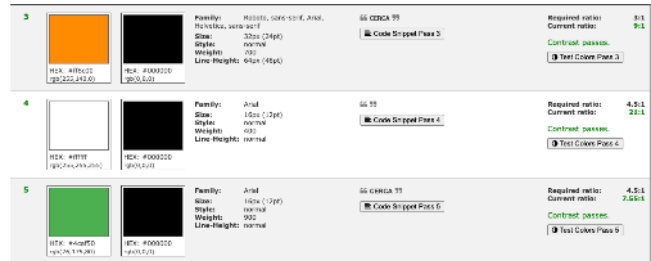 3
HEX: #ff8c00
rgb(255,140,0)
HEX: #000000
rgb(0,0,0)
Family: Roboto, sans-serif, Arial, Helvetica, sans-serif
Size: 32px (24pt)
Style: normal
Weight: 700
Line-Height: 64px (48pt)
CERCA
Code Snippet Pass 3
Required ratio: 3:1
Current ratio: 9:1
Contrast passes.
Test Colors Pass 3
4
HEX: #ffffff
rgb(255,255,255)
HEX: #000000
rgb(0,0,0)
Family: Arial
Size: 16px (12pt)
Style: normal
Weight: 400
Line-Height: normal
Code Snippet Pass 4
Required ratio: 4.5:1
Current ratio: 21:1
Contrast passes.
Test Colors Pass 4
5
HEX: #4caf50
rgb(76,175,80)
HEX: #000000
rgb(0,0,0)
Family: Arial
Size: 16px (12pt)
Style: normal
Weight: 900
Line-Height: normal
CERCA
Code Snippet Pass 5
Required ratio: 4.5:1
Current ratio: 7.55:1
Contrast passes.
Test Colors Pass 5